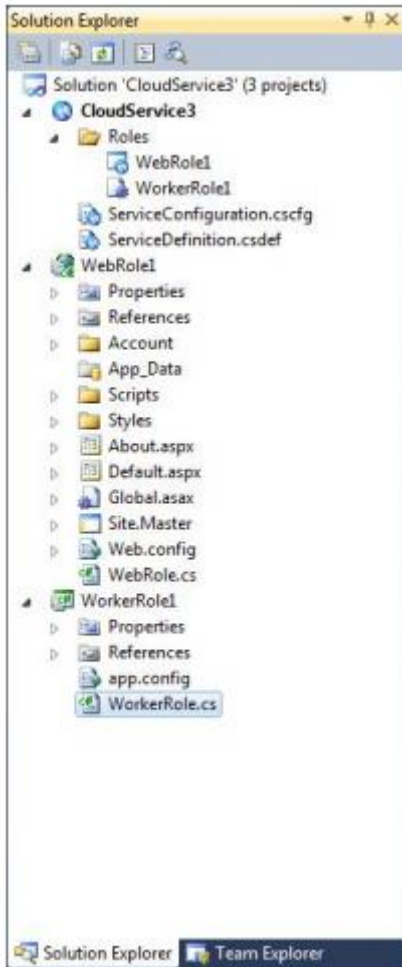 Solution Explorer
Solution 'CloudService3' (3 projects)
CloudService3
Roles
WebRole1
WorkerRole1
ServiceConfiguration.cscfg
ServiceDefinition.csdef
WebRole1
Properties
References
Account
App_Data
Scripts
Styles
About.aspx
Default.aspx
Global.asax
Site.Master
Web.config
WebRole.cs
WorkerRole1
Properties
References
app.config
WorkerRole.cs
Solution Explorer Team Explorer